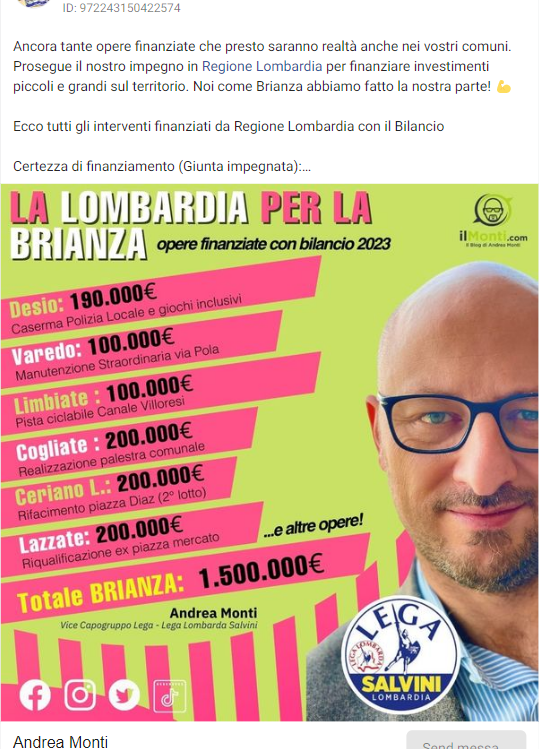 ID: 972243150422574
Ancora tante opere finanziate che presto saranno realtà anche nei vostri comuni.
Prosegue il nostro impegno in Regione Lombardia per finanziare investimenti
piccoli e grandi sul territorio. Noi come Brianza abbiamo fatto la nostra parte! 💪
Ecco tutti gli interventi finanziati da Regione Lombardia con il Bilancio
Certezza di finanziamento (Giunta impegnata):...
LA LOMBARDIA PER LA
BRIANZA opere finanziate con bilancio 2023
ilMonti.com
il Blog di Andrea Monti
Desio: 190.000€
Caserma Polizia Locale e giochi inclusivi
Varedo: 100.000€
Manutenzione Straordinaria via Pola
Limbiate : 100.000€
Pista ciclabile Canale Villoresi
Cogliate : 200.000€
Realizzazione palestra comunale
Ceriano L.: 200.000€
Rifacimento piazza Diaz (2° lotto)
Lazzate: 200.000€
Riqualificazione ex piazza mercato
...e altre opere!
Totale BRIANZA: 1.500.000€
Andrea Monti
Vice Capogruppo Lega - Lega Lombarda Salvini
LEGA
LEGA LOMBARDA
SALVINI
LOMBARDIA
Andrea Monti
Send messa...